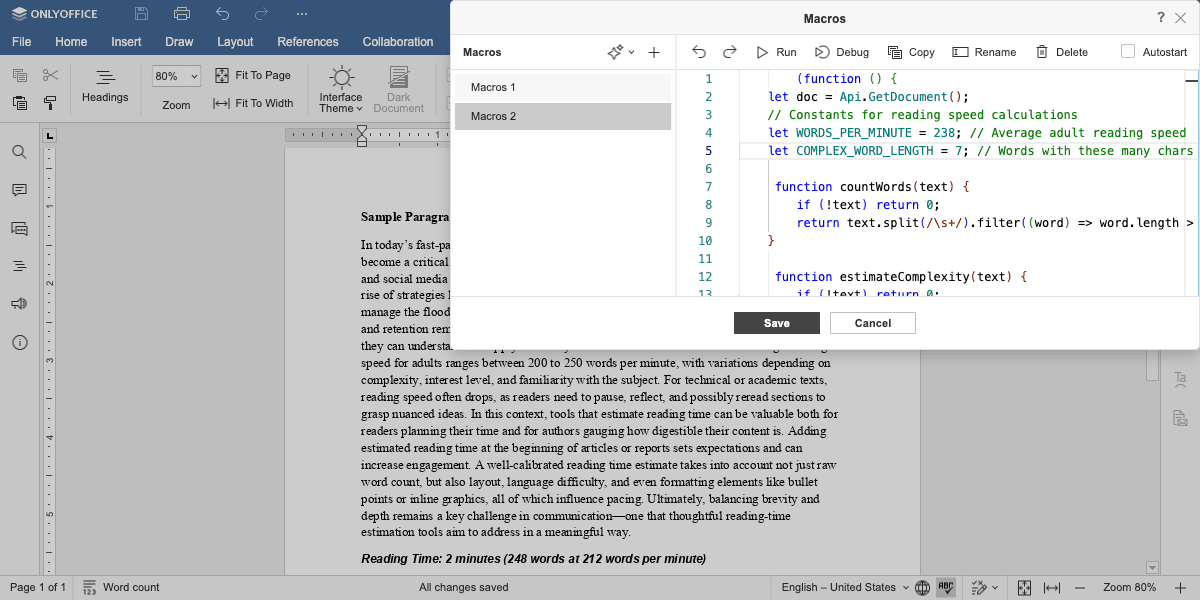 ONLYOFFICE
File Home Insert Draw Layout References Collaboration
80% Fit To Page
Zoom Fit To Width
Headings
Interface Theme
Dark Document
Macros
?
Macros
Run Debug Copy Rename Delete Autostart
Macros 1
Macros 2
1 (function () {
2 let doc = Api.GetDocument();
3 // Constants for reading speed calculations
4 let WORDS_PER_MINUTE = 238; // Average adult reading speed
5 let COMPLEX_WORD_LENGTH = 7; // Words with these many chars
6
7 function countWords(text) {
8 if (!text) return 0;
9 return text.split(/\s+/).filter((word) => word.length >
10 }
11
12 function estimateComplexity(text) {
13 if (!text) return 0;
Save Cancel
1
Sample Paragra
In today's fast-pa
become a critical
and social media
rise of strategies
manage the flood
and retention rem
they can understa
speed for adults ranges between 200 to 250 words per minute, with variations depending on
complexity, interest level, and familiarity with the subject. For technical or academic texts,
reading speed often drops, as readers need to pause, reflect, and possibly reread sections to
grasp nuanced ideas. In this context, tools that estimate reading time can be valuable both for
readers planning their time and for authors gauging how digestible their content is. Adding
estimated reading time at the beginning of articles or reports sets expectations and can
increase engagement. A well-calibrated reading time estimate takes into account not just raw
word count, but also layout, language difficulty, and even formatting elements like bullet
points or inline graphics, all of which influence pacing. Ultimately, balancing brevity and
depth remains a key challenge in communication—one that thoughtful reading-time
estimation tools aim to address in a meaningful way.
Reading Time: 2 minutes (248 words at 212 words per minute)
1
2
3
4
5
Page 1 of 1 Word count All changes saved English – United States ABC Zoom 80%